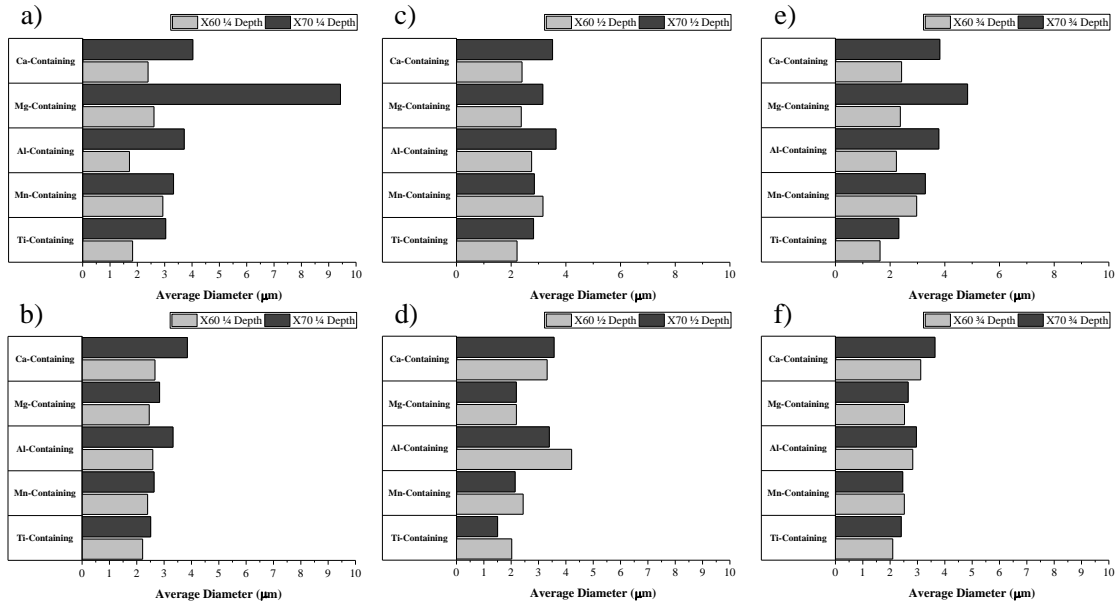 a)
X60 ¼ Depth X70 ¼ Depth
Ca-Containing
Mg-Containing
Al-Containing
Mn-Containing
Ti-Containing
0 1 2 3 4 5 6 7 8 9 10
Average Diameter (µm)
c)
X60 ½ Depth X70 ½ Depth
Ca-Containing
Mg-Containing
Al-Containing
Mn-Containing
Ti-Containing
0 2 4 6 8 10
Average Diameter (µm)
e)
X60 ¾ Depth X70 ¾ Depth
Ca-Containing
Mg-Containing
Al-Containing
Mn-Containing
Ti-Containing
0 2 4 6 8 10
Average Diameter (µm)
b)
X60 ¼ Depth X70 ¼ Depth
Ca-Containing
Mg-Containing
Al-Containing
Mn-Containing
Ti-Containing
0 1 2 3 4 5 6 7 8 9 10
Average Diameter (µm)
d)
X60 ½ Depth X70 ½ Depth
Ca-Containing
Mg-Containing
Al-Containing
Mn-Containing
Ti-Containing
0 1 2 3 4 5 6 7 8 9 10
Average Diameter (µm)
f)
X60 ¾ Depth X70 ¾ Depth
Ca-Containing
Mg-Containing
Al-Containing
Mn-Containing
Ti-Containing
0 1 2 3 4 5 6 7 8 9 10
Average Diameter (µm)